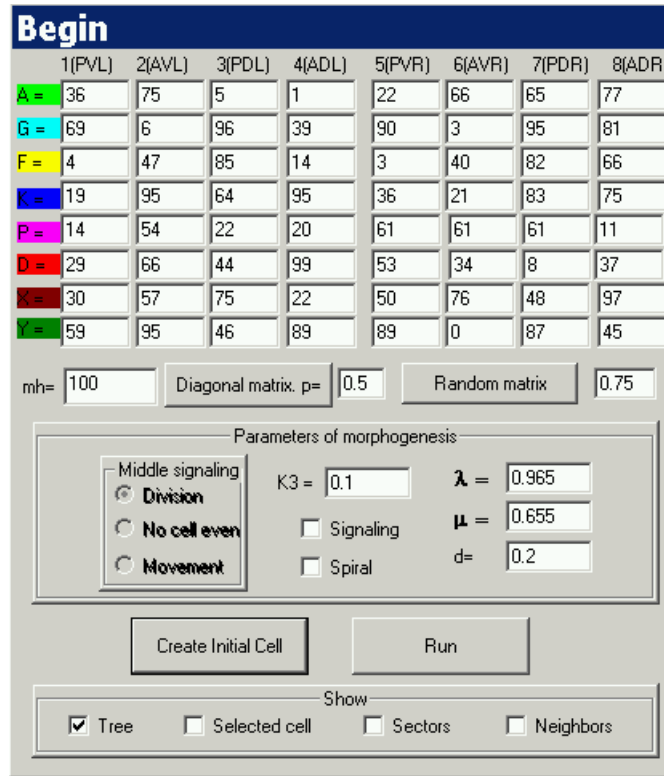 Begin
1(PVL) 2(AVL) 3(PDL) 4(ADL) 5(PVR) 6(AVR) 7(PDR) 8(ADR
A = 36 75 5 1 22 66 65 77
G = 69 6 96 39 90 3 95 81
F = 4 47 85 14 3 40 82 66
K = 19 95 64 95 36 21 83 75
P = 14 54 22 20 61 61 61 11
D = 29 66 44 99 53 34 8 37
X = 30 57 75 22 50 76 48 97
Y = 59 95 46 89 89 0 87 45
mh= 100 Diagonal matrix. p= 0.5 Random matrix 0.75
Parameters of morphogenesis
Middle signaling
Division
No cell even
Movement
K3 = 0.1
Signaling
Spiral
λ = 0.965
μ = 0.655
d= 0.2
Create Initial Cell Run
Show
Tree Selected cell Sectors Neighbors